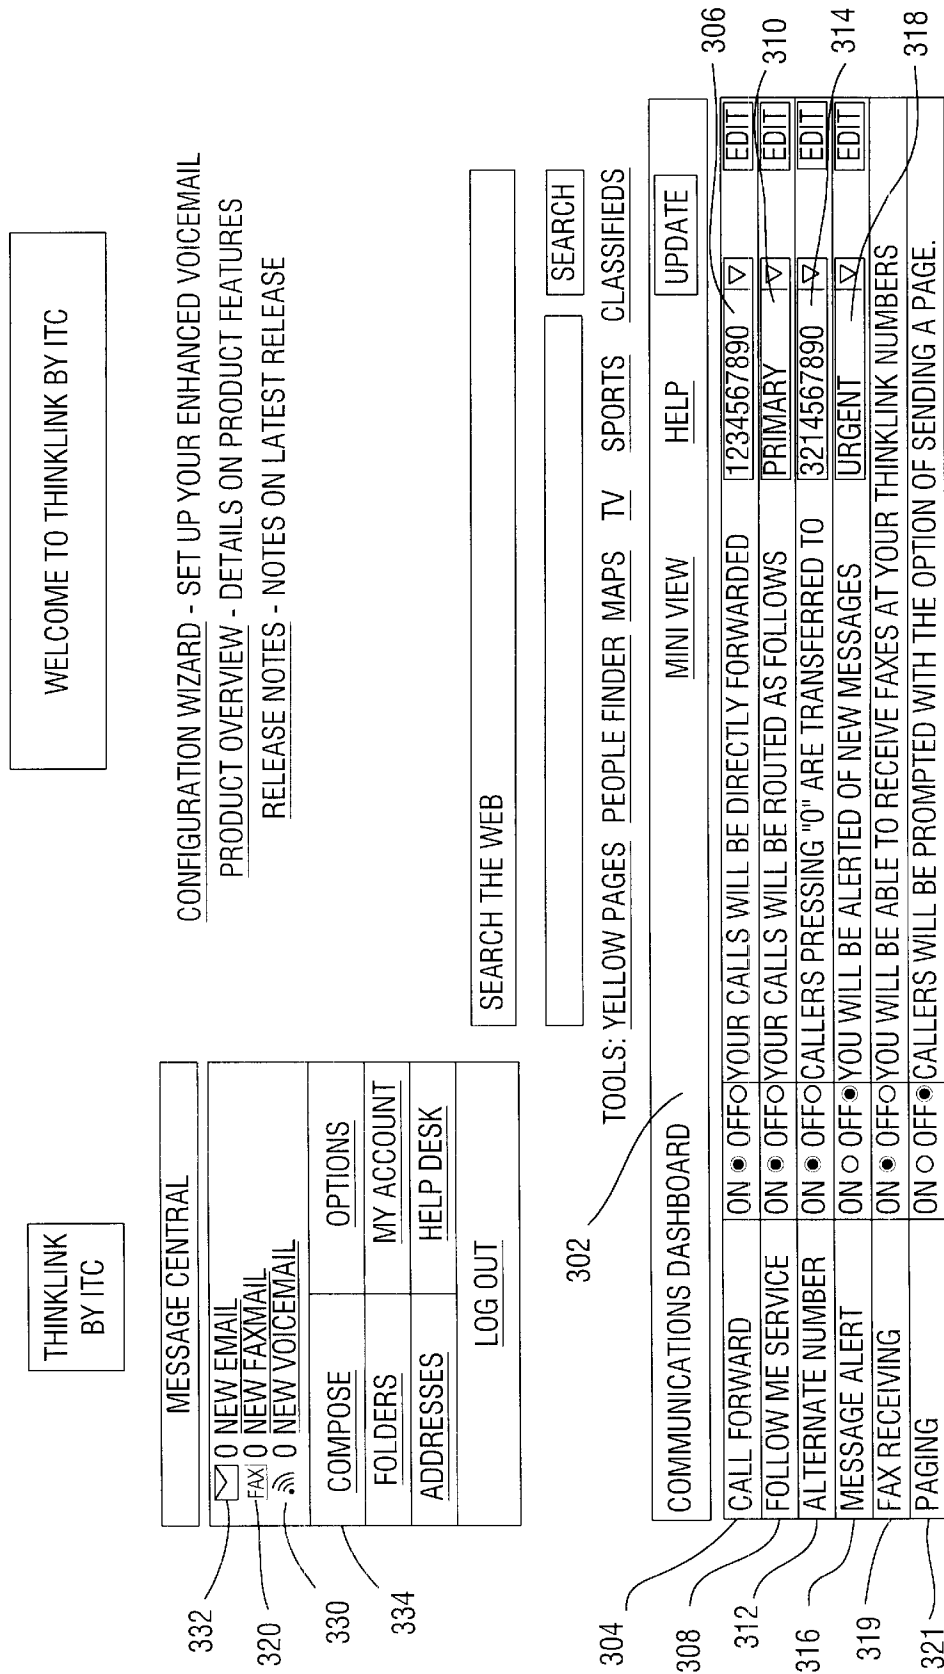 THINKLINK
BY ITC
WELCOME TO THINKLINK BY ITC
MESSAGE CENTRAL
332 0 NEW EMAIL
320 FAX 0 NEW FAXMAIL
330 0 NEW VOICEMAIL
334 COMPOSE OPTIONS
FOLDERS MY ACCOUNT
ADDRESSES HELP DESK
LOG OUT
CONFIGURATION WIZARD - SET UP YOUR ENHANCED VOICEMAIL
PRODUCT OVERVIEW - DETAILS ON PRODUCT FEATURES
RELEASE NOTES - NOTES ON LATEST RELEASE
SEARCH THE WEB
SEARCH
TOOLS: YELLOW PAGES PEOPLE FINDER MAPS TV SPORTS CLASSIFIEDS
302
COMMUNICATIONS DASHBOARD MINI VIEW HELP UPDATE
304 CALL FORWARD ON OFF YOUR CALLS WILL BE DIRECTLY FORWARDED 1234567890 EDIT 306
308 FOLLOW ME SERVICE ON OFF YOUR CALLS WILL BE ROUTED AS FOLLOWS PRIMARY EDIT 310
312 ALTERNATE NUMBER ON OFF CALLERS PRESSING "0" ARE TRANSFERRED TO 3214567890 EDIT 314
316 MESSAGE ALERT ON OFF YOU WILL BE ALERTED OF NEW MESSAGES URGENT EDIT 318
319 FAX RECEIVING ON OFF YOU WILL BE ABLE TO RECEIVE FAXES AT YOUR THINKLINK NUMBERS
321 PAGING ON OFF CALLERS WILL BE PROMPTED WITH THE OPTION OF SENDING A PAGE.